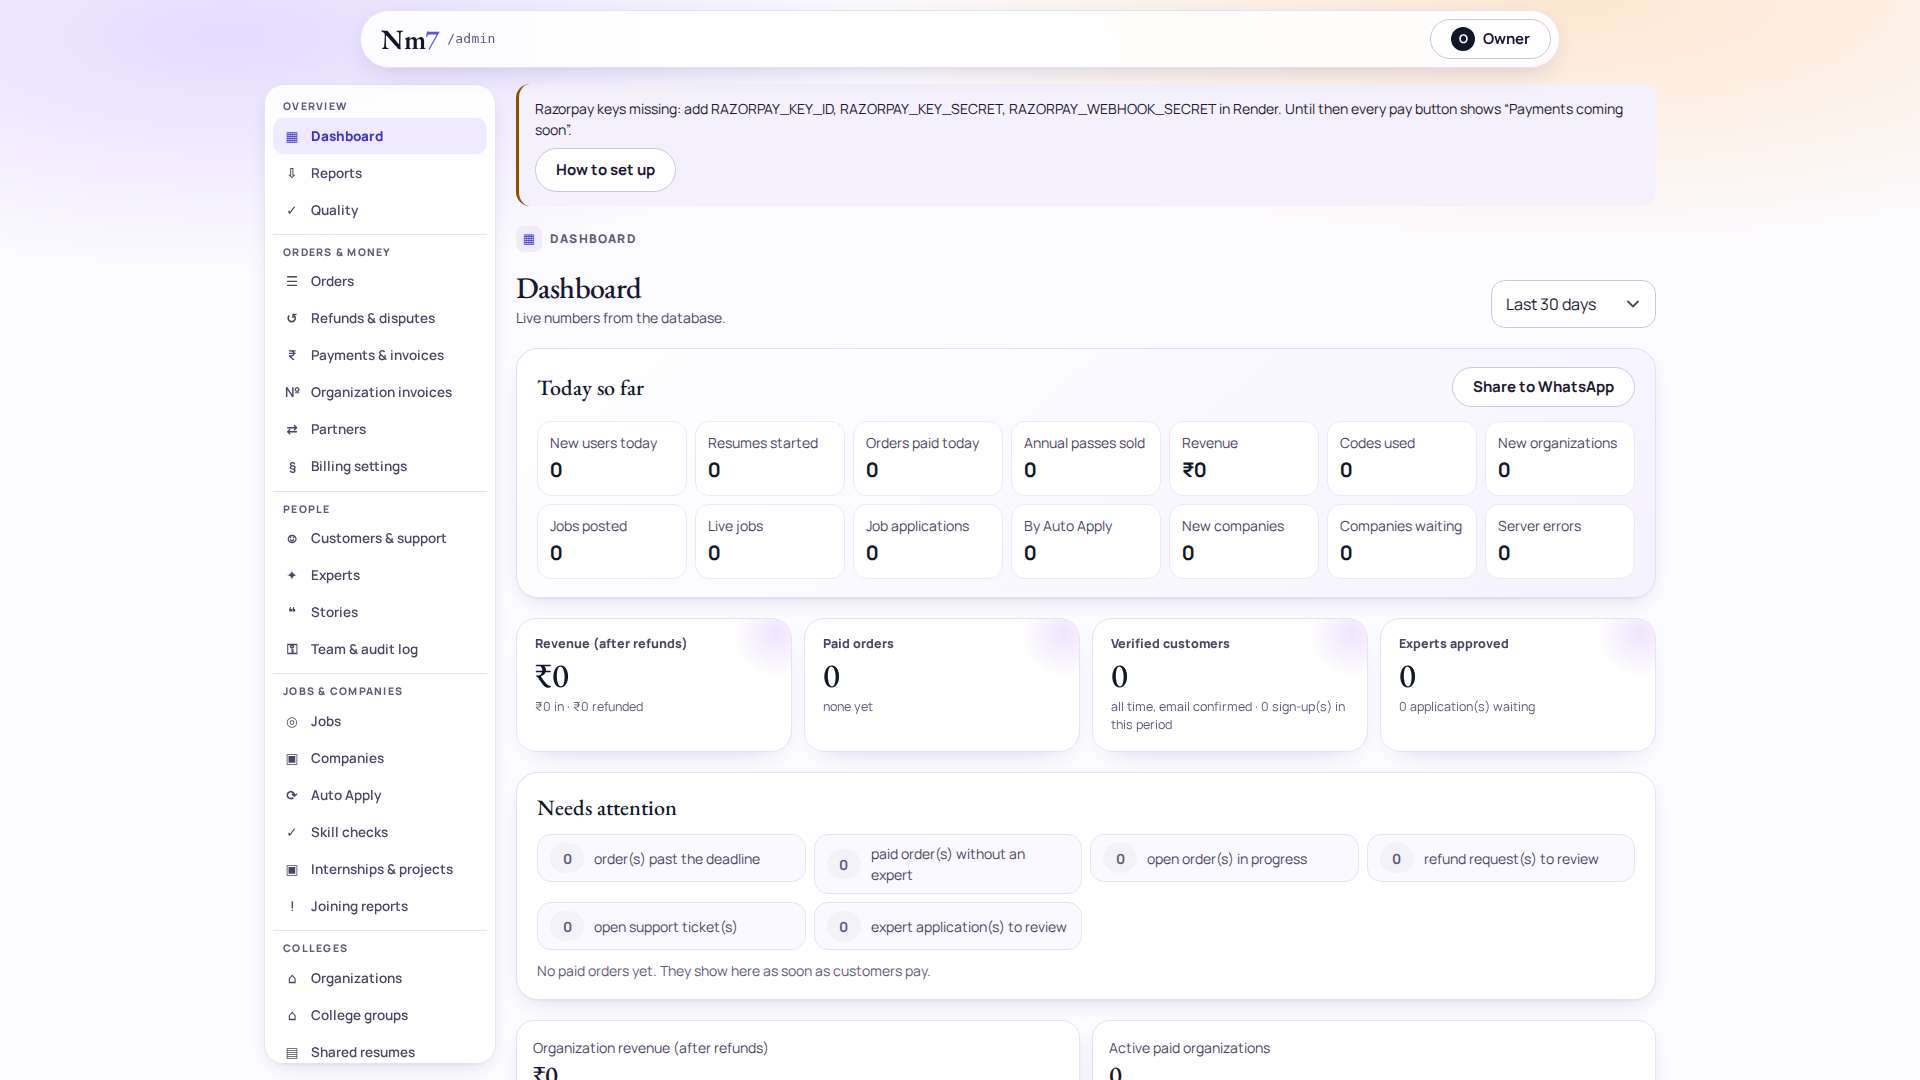 Nm7 /admin
O Owner
OVERVIEW
Dashboard
Reports
Quality
ORDERS & MONEY
Orders
Refunds & disputes
₹ Payments & invoices
Nº Organization invoices
Partners
§ Billing settings
PEOPLE
Customers & support
Experts
Stories
Team & audit log
JOBS & COMPANIES
Jobs
Companies
Auto Apply
Skill checks
Internships & projects
! Joining reports
COLLEGES
Organizations
College groups
Shared resumes
Razorpay keys missing: add RAZORPAY_KEY_ID, RAZORPAY_KEY_SECRET, RAZORPAY_WEBHOOK_SECRET in Render. Until then every pay button shows “Payments coming
soon”.
How to set up
DASHBOARD
Dashboard
Live numbers from the database.
Last 30 days
Today so far
Share to WhatsApp
New users today
0
Resumes started
0
Orders paid today
0
Annual passes sold
0
Revenue
₹0
Codes used
0
New organizations
0
Jobs posted
0
Live jobs
0
Job applications
0
By Auto Apply
0
New companies
0
Companies waiting
0
Server errors
0
Revenue (after refunds)
₹0
₹0 in · ₹0 refunded
Paid orders
0
none yet
Verified customers
0
all time, email confirmed · 0 sign-up(s) in
this period
Experts approved
0
0 application(s) waiting
Needs attention
0 order(s) past the deadline
0 paid order(s) without an
expert
0 open order(s) in progress
0 refund request(s) to review
0 open support ticket(s)
0 expert application(s) to review
No paid orders yet. They show here as soon as customers pay.
Organization revenue (after refunds)
₹0
Active paid organizations
0